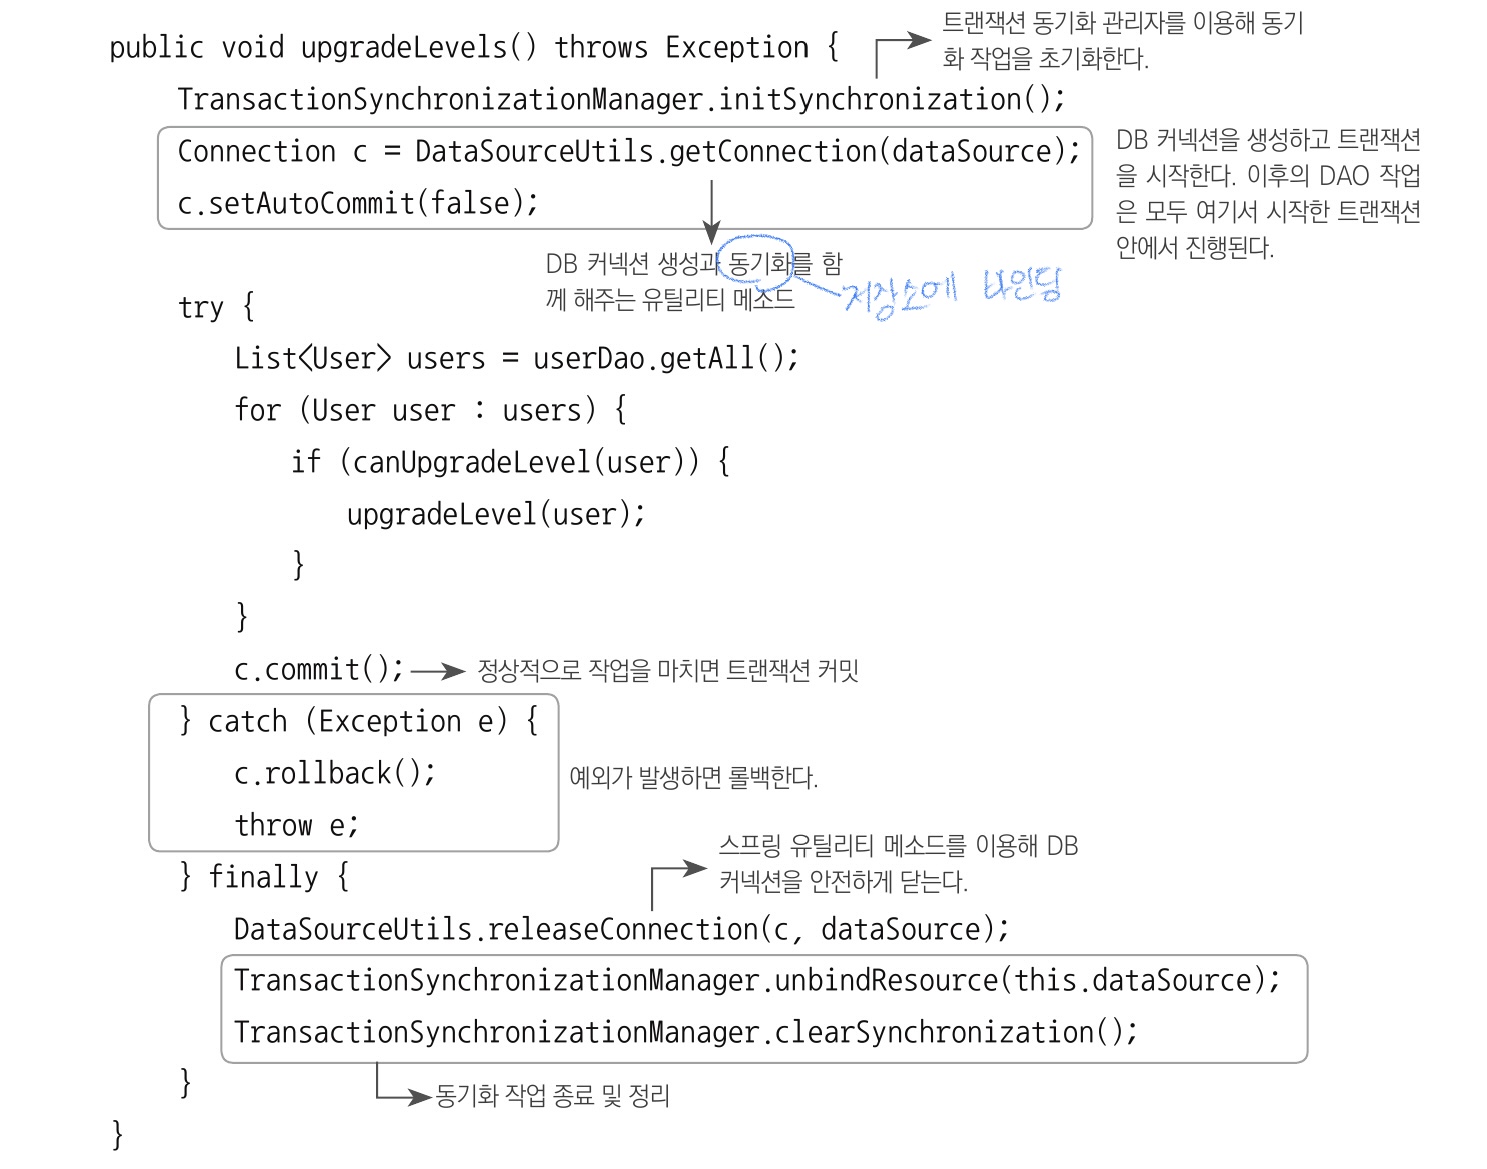 public void upgradeLevels() throws Exception {
트랜잭션 동기화 관리자를 이용해 동기
화 작업을 초기화한다.
TransactionSynchronizationManager.initSynchronization();
Connection c = DataSourceUtils.getConnection(dataSource);
c.setAutoCommit(false);
DB 커넥션을 생성하고 트랜잭션
을 시작한다. 이후의 DAO 작업
은 모두 여기서 시작한 트랜잭션
안에서 진행된다.
DB 커넥션 생성과 동기화를 함
께 해주는 유틸리티 메소드
저장소에 바인딩
try {
List<User> users = userDao.getAll();
for (User user : users) {
if (canUpgradeLevel(user)) {
upgradeLevel(user);
}
}
c.commit();
정상적으로 작업을 마치면 트랜잭션 커밋
} catch (Exception e) {
c.rollback();
예외가 발생하면 롤백한다.
throw e;
} finally {
스프링 유틸리티 메소드를 이용해 DB
커넥션을 안전하게 닫는다.
DataSourceUtils.releaseConnection(c, dataSource);
TransactionSynchronizationManager.unbindResource(this.dataSource);
TransactionSynchronizationManager.clearSynchronization();
}
동기화 작업 종료 및 정리
}